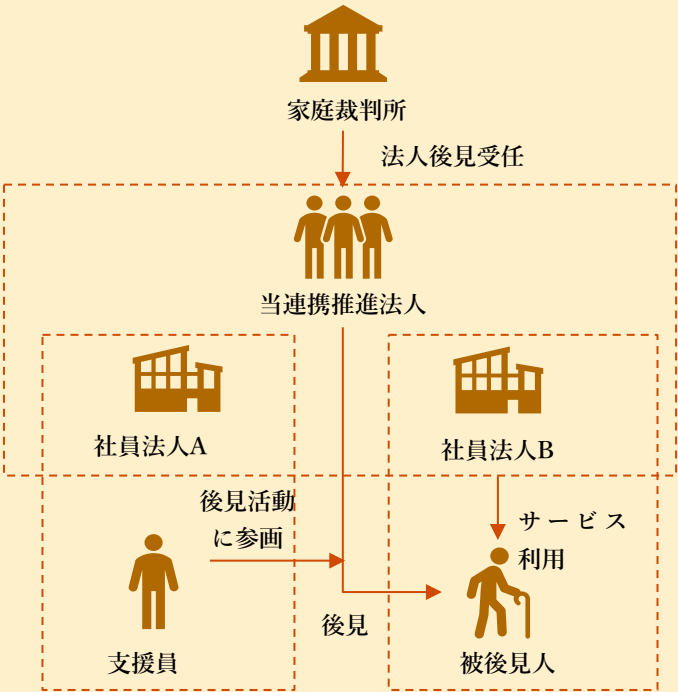 家庭裁判所
法人後見受任
当連携推進法人
社員法人A
社員法人B
後見活動
に参画
サービス
利用
後見
支援員
被後見人